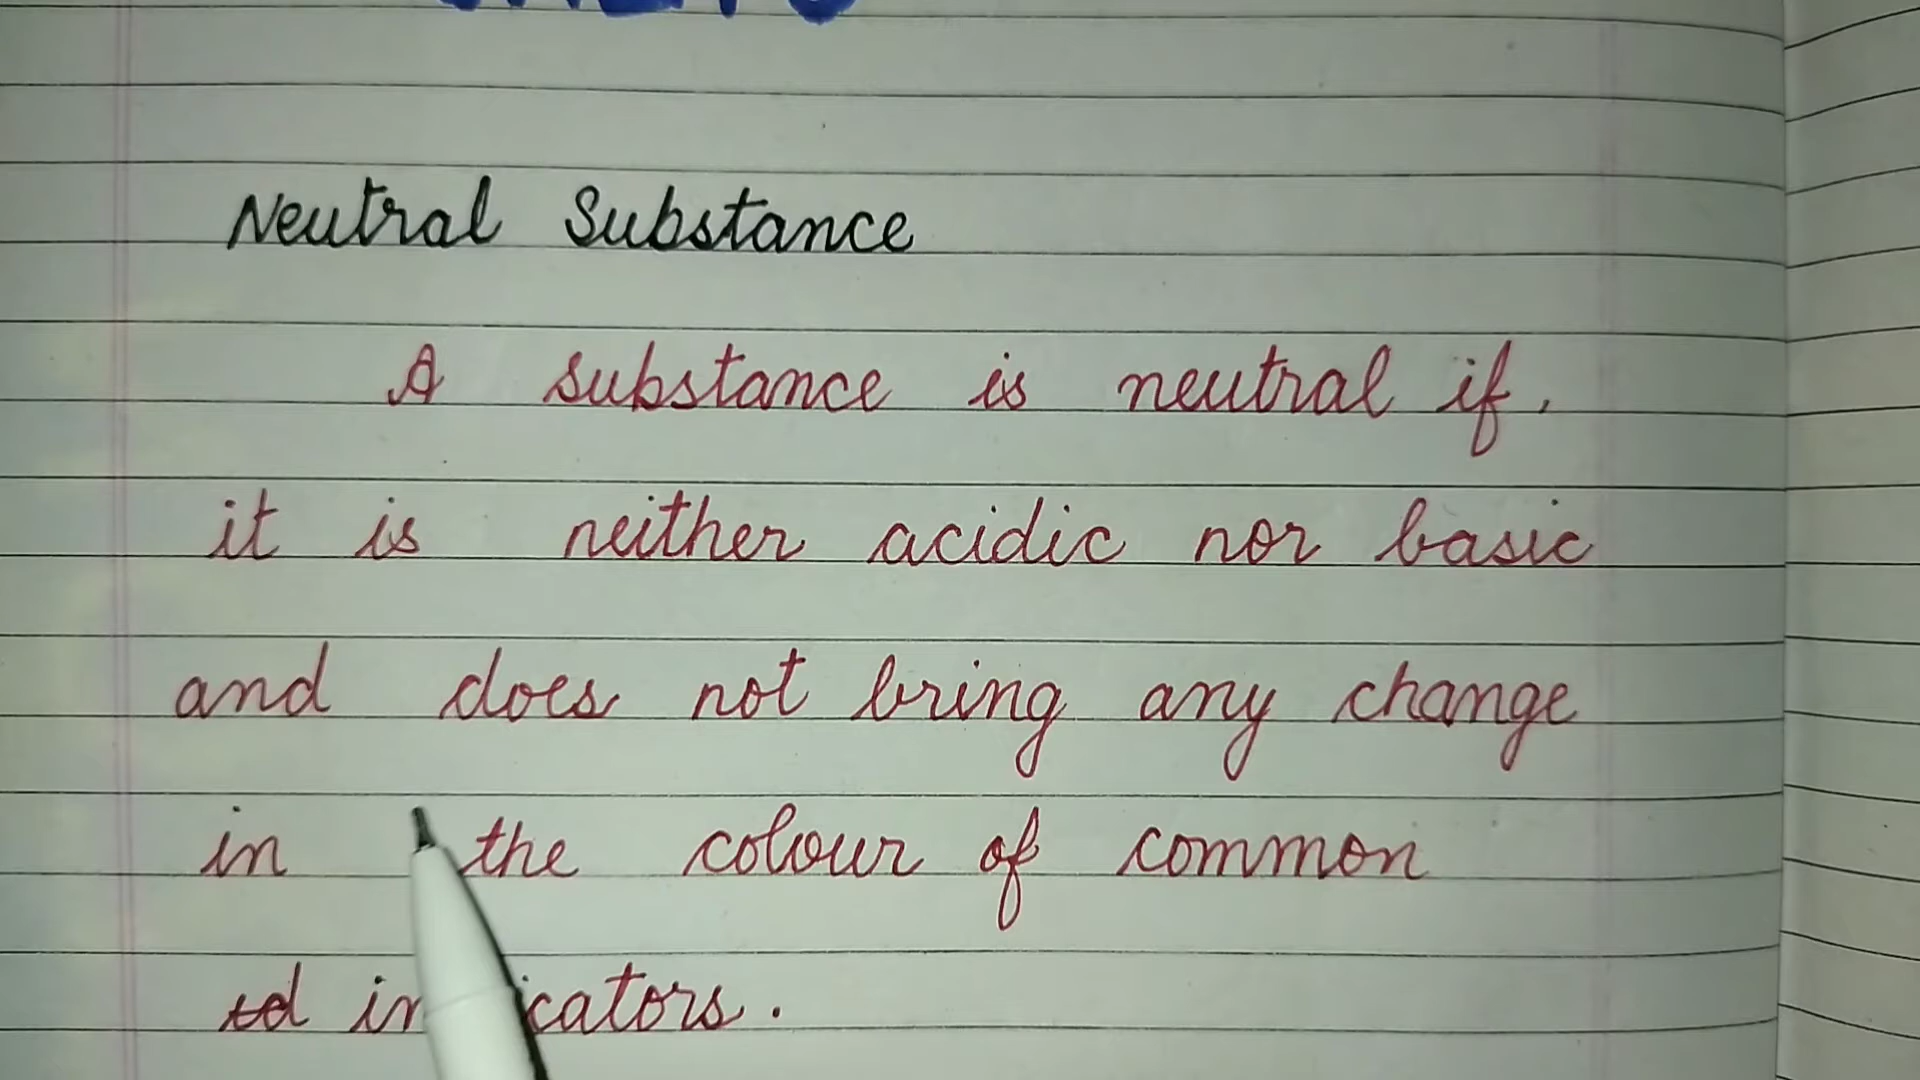 Neutral Substance
A substance is neutral if,
it is neither acidic nor basic
and does not bring any change
in the colour of common